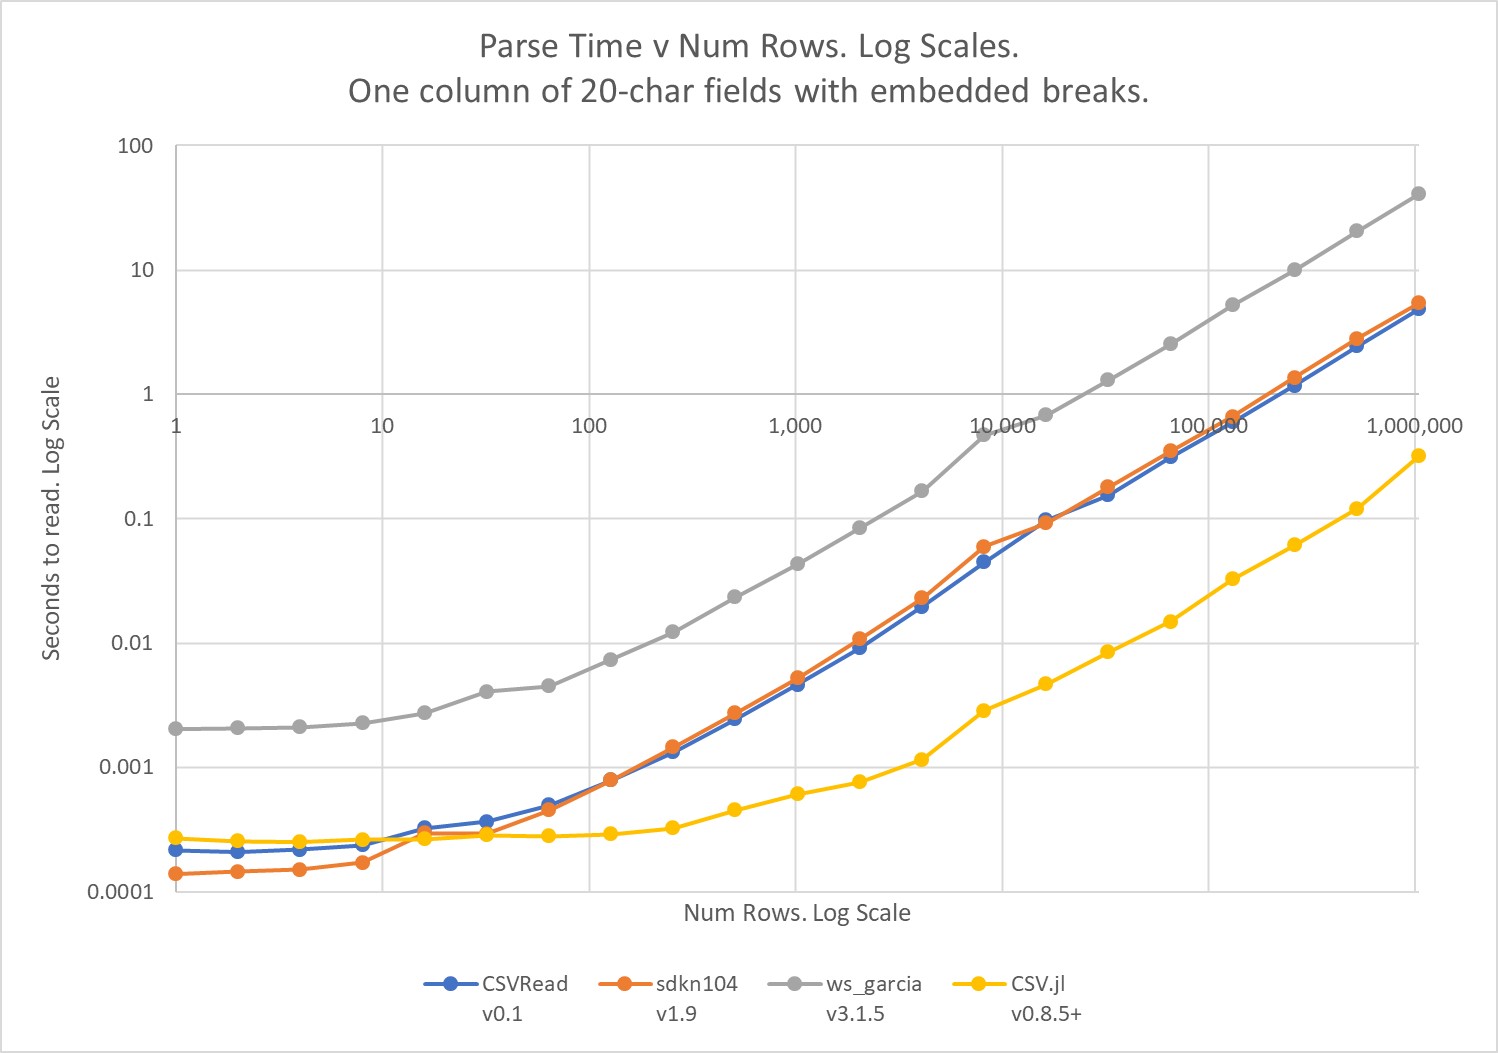 Parse Time v Num Rows. Log Scales.
One column of 20-char fields with embedded breaks.
100
10
1
1 10 100 1,000 10,000 100,000 1,000,000
0.1
0.01
0.001
0.0001
Seconds to read. Log Scale
Num Rows. Log Scale
CSVRead sdkn104 ws_garcia CSV.jl
v0.1 v1.9 v3.1.5 v0.8.5+